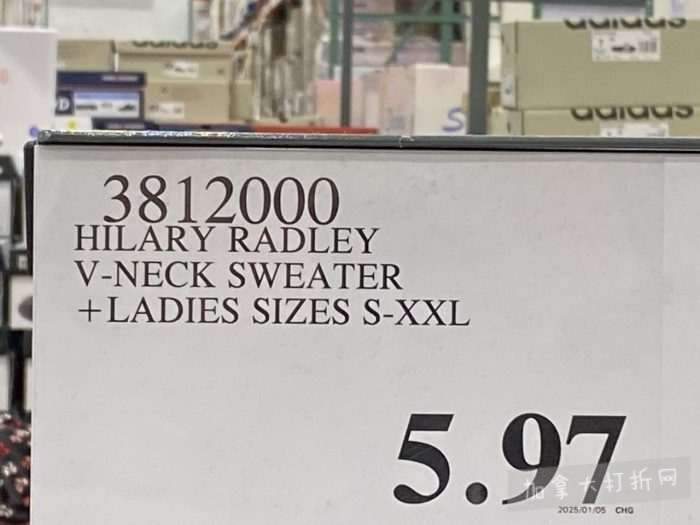 adidas
adidas
D
S
3812000
HILARY RADLEY
V-NECK SWEATER
+LADIES SIZES S-XXL
5.97
加拿大打折网
2025/01/05 CHG